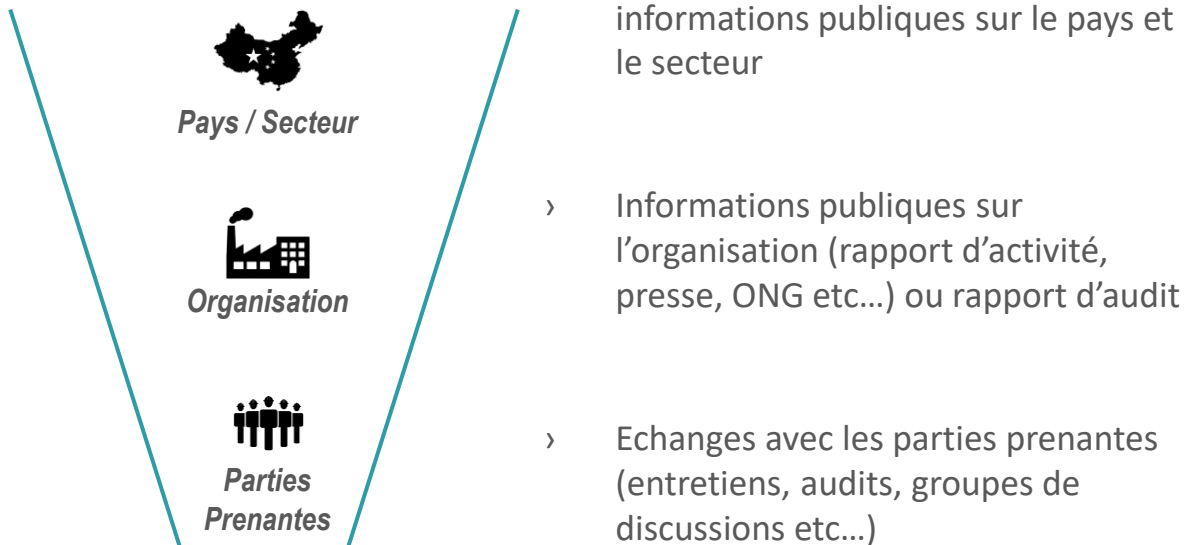 informations publiques sur le pays et
le secteur
Pays / Secteur
› Informations publiques sur
l’organisation (rapport d’activité,
presse, ONG etc…) ou rapport d’audit
Organisation
› Echanges avec les parties prenantes
(entretiens, audits, groupes de
discussions etc…)
Parties
Prenantes